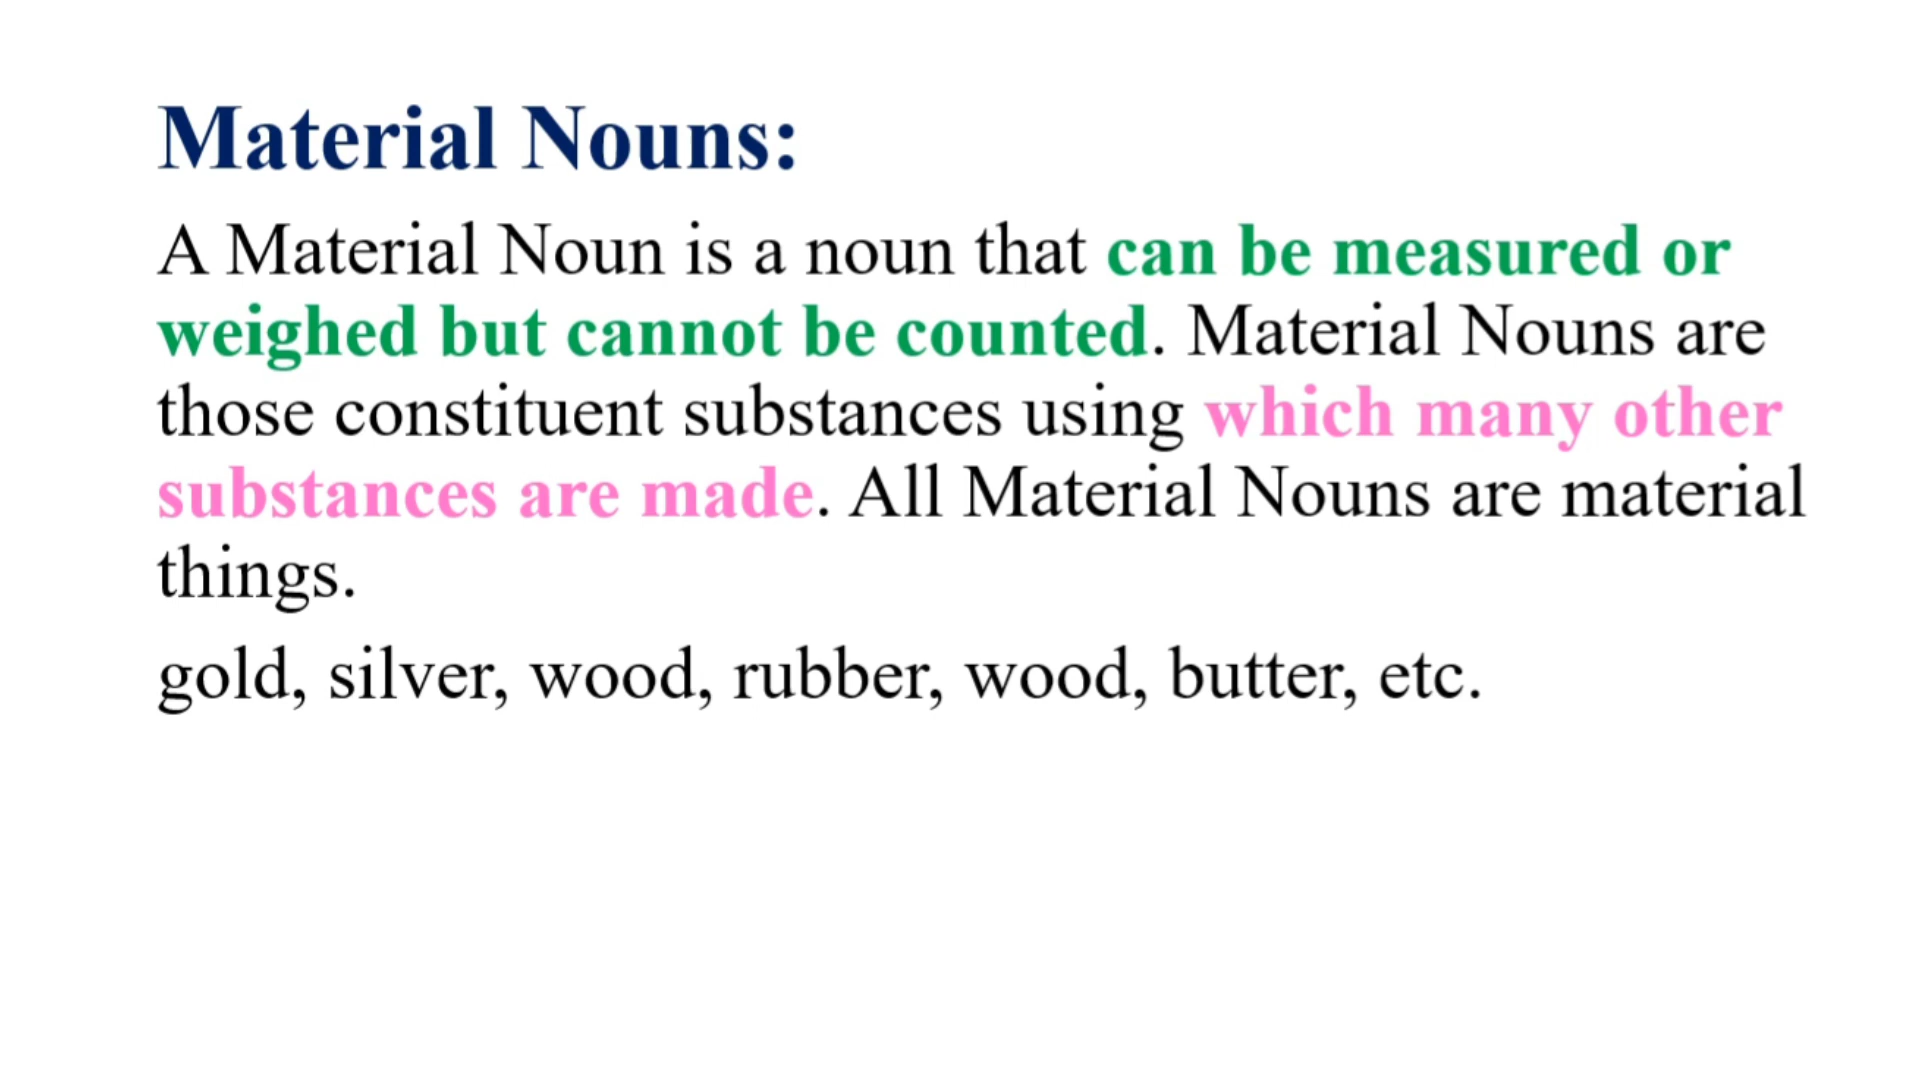 Material Nouns:
A Material Noun is a noun that can be measured or
weighed but cannot be counted. Material Nouns are
those constituent substances using which many other
substances are made. All Material Nouns are material
things.
gold, silver, wood, rubber, wood, butter, etc.